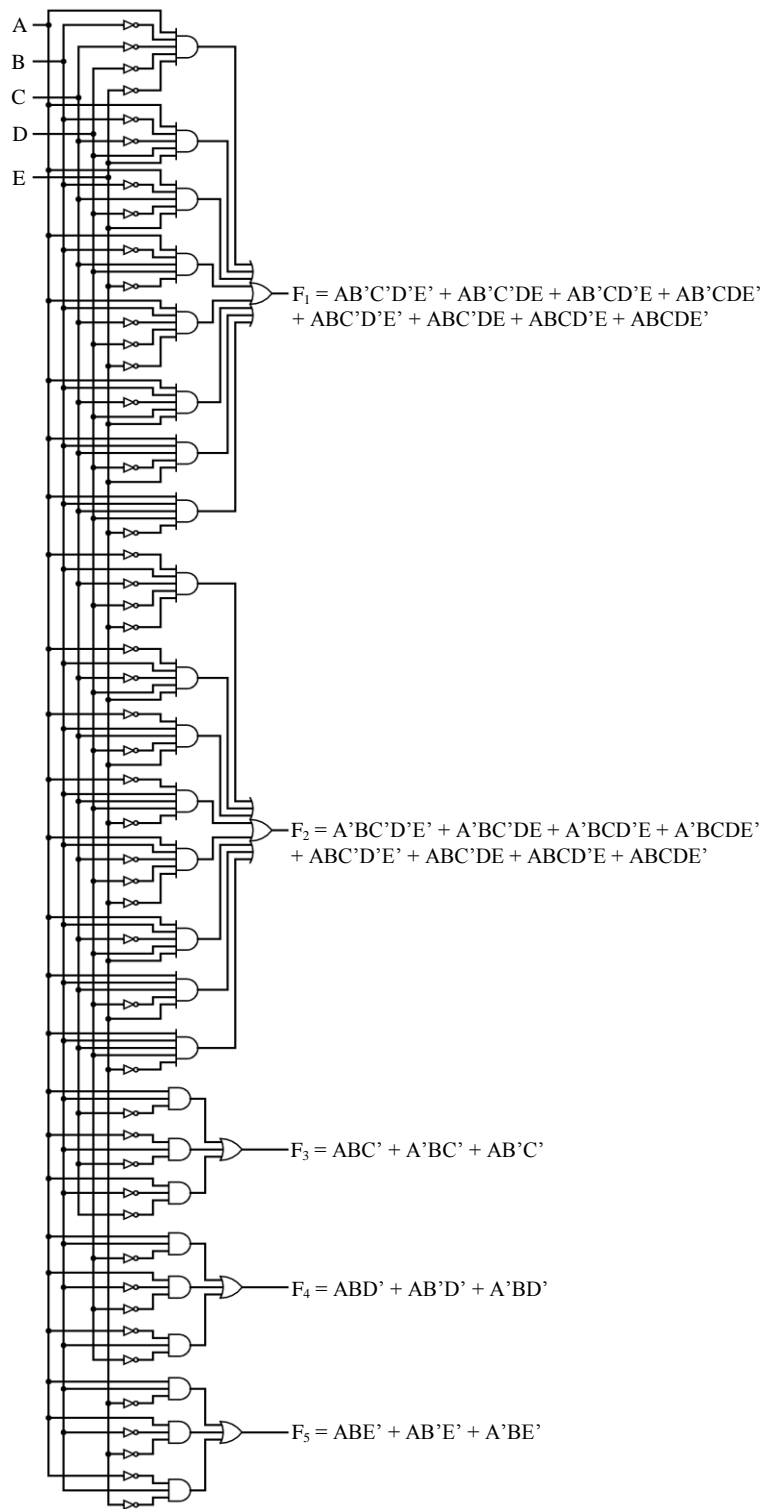 A
B
C
D
E
F₁ = AB’C’D’E’ + AB’C’DE + AB’CD’E + AB’CDE’
+ ABC’D’E’ + ABC’DE + ABCD’E + ABCDE’
F₂ = A’BC’D’E’ + A’BC’DE + A’BCD’E + A’BCDE’
+ ABC’D’E’ + ABC’DE + ABCD’E + ABCDE’
F₃ = ABC’ + A’BC’ + AB’C’
F₄ = ABD’ + AB’D’ + A’BD’
F₅ = ABE’ + AB’E’ + A’BE’